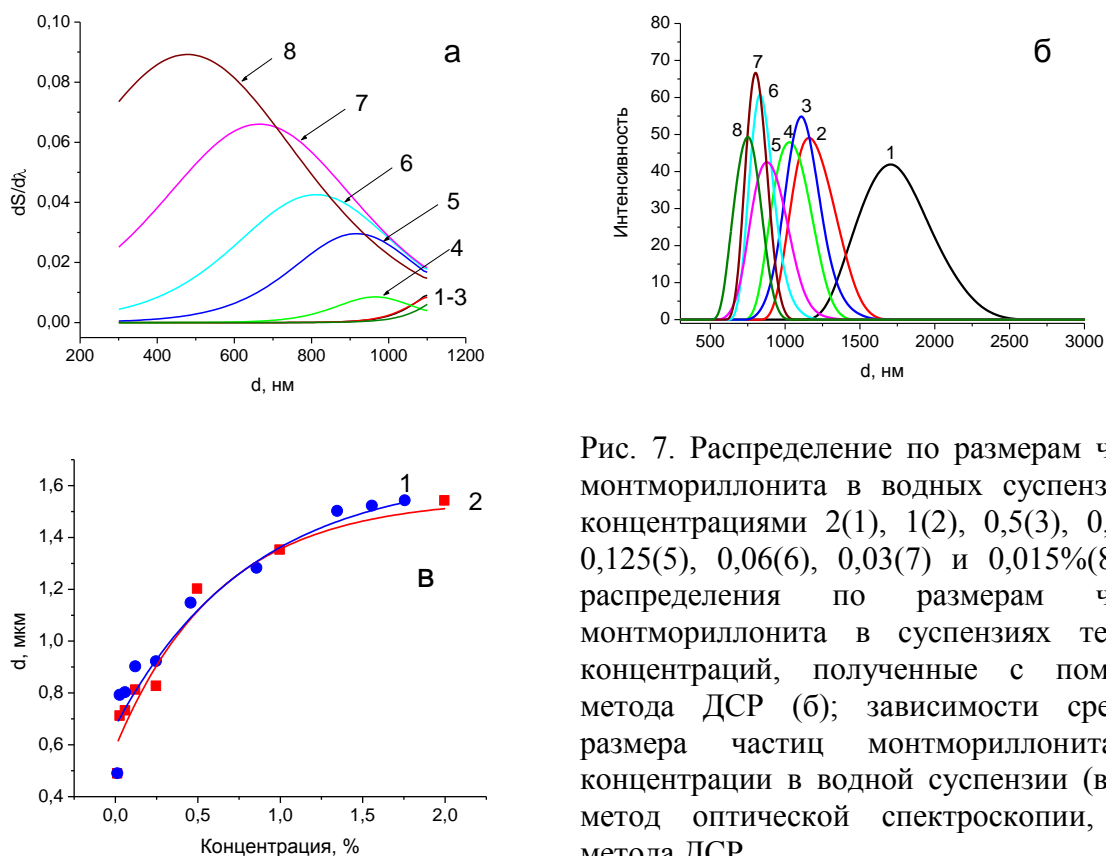 0,10
0,08
0,06
0,04
0,02
0,00
dS/dλ
200 400 600 800 1000 1200
d, нм
а
8
7
6
5
4
1-3
80
70
60
50
40
30
20
10
0
Интенсивность
500 1000 1500 2000 2500 3000
d, нм
б
7
6
3
8
5 4
2
1
1,6
1,4
1,2
1,0
0,8
0,6
0,4
d, мкм
0,0 0,5 1,0 1,5 2,0
Концентрация, %
1
2
в
Рис. 7. Распределение по размерам ч
монтмориллонита в водных суспенз
концентрациями 2(1), 1(2), 0,5(3), 0,
0,125(5), 0,06(6), 0,03(7) и 0,015%(8
распределения по размерам ч
монтмориллонита в суспензиях те
концентраций, полученные с пом
метода ДСР (б); зависимости сре
размера частиц монтмориллонита
концентрации в водной суспензии (в
метод оптической спектроскопии,
метода ДСР